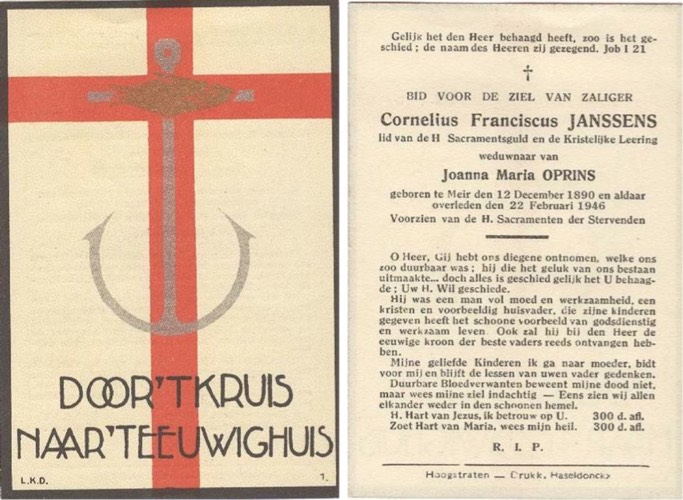 DOOR'T KRUIS
NAAR'T EEUWIG HUIS
L.K.D.
1.
Gelijk het den Heer behaagd heeft, zoo is het ge-
schied ; de naam des Heeren zij gezegend. Job I 21
†
BID VOOR DE ZIEL VAN ZALIGER
Cornelius Franciscus JANSSENS
lid van de H Sacramentsguld en de Kristelijke Leering
weduwnaar van
Joanna Maria OPRINS
geboren te Meir den 12 December 1890 en aldaar
overleden den 22 Februari 1946
Voorzien van de H. Sacramenten der Stervenden
O Heer, Gij hebt ons diegene ontnomen, welke ons
zoo duurbaar was ; hij die het geluk van ons bestaan
uitmaakte... doch alles is geschied gelijk het U behaag-
de ; Uw H. Wil geschiede.
Hij was een man vol moed en werkzaamheid, een
kristen en voorbeeldig huisvader, die zijne kinderen
gegeven heeft het schoone voorbeeld van godsdienstig
en werkzaam leven. Ook zal hij bij den Heer de
eeuwige kroon der beste vaders reeds ontvangen heb-
ben.
Mijne geliefde Kinderen ik ga naar moeder, bidt
voor mij en blijft de lessen van uwen vader gedenken.
Duurbare Bloedverwanten beweent mijne dood niet,
maar wees mijne ziel indachtig — Eens zien wij allen
elkander weder in den schoonen hemel.
H. Hart van Jezus, ik betrouw op U. 300 d. afl.
Zoet Hart van Maria, wees mijn heil. 300 d. afl.
R. I. P.
Hoogstraten — Drukk. Haseldonckx